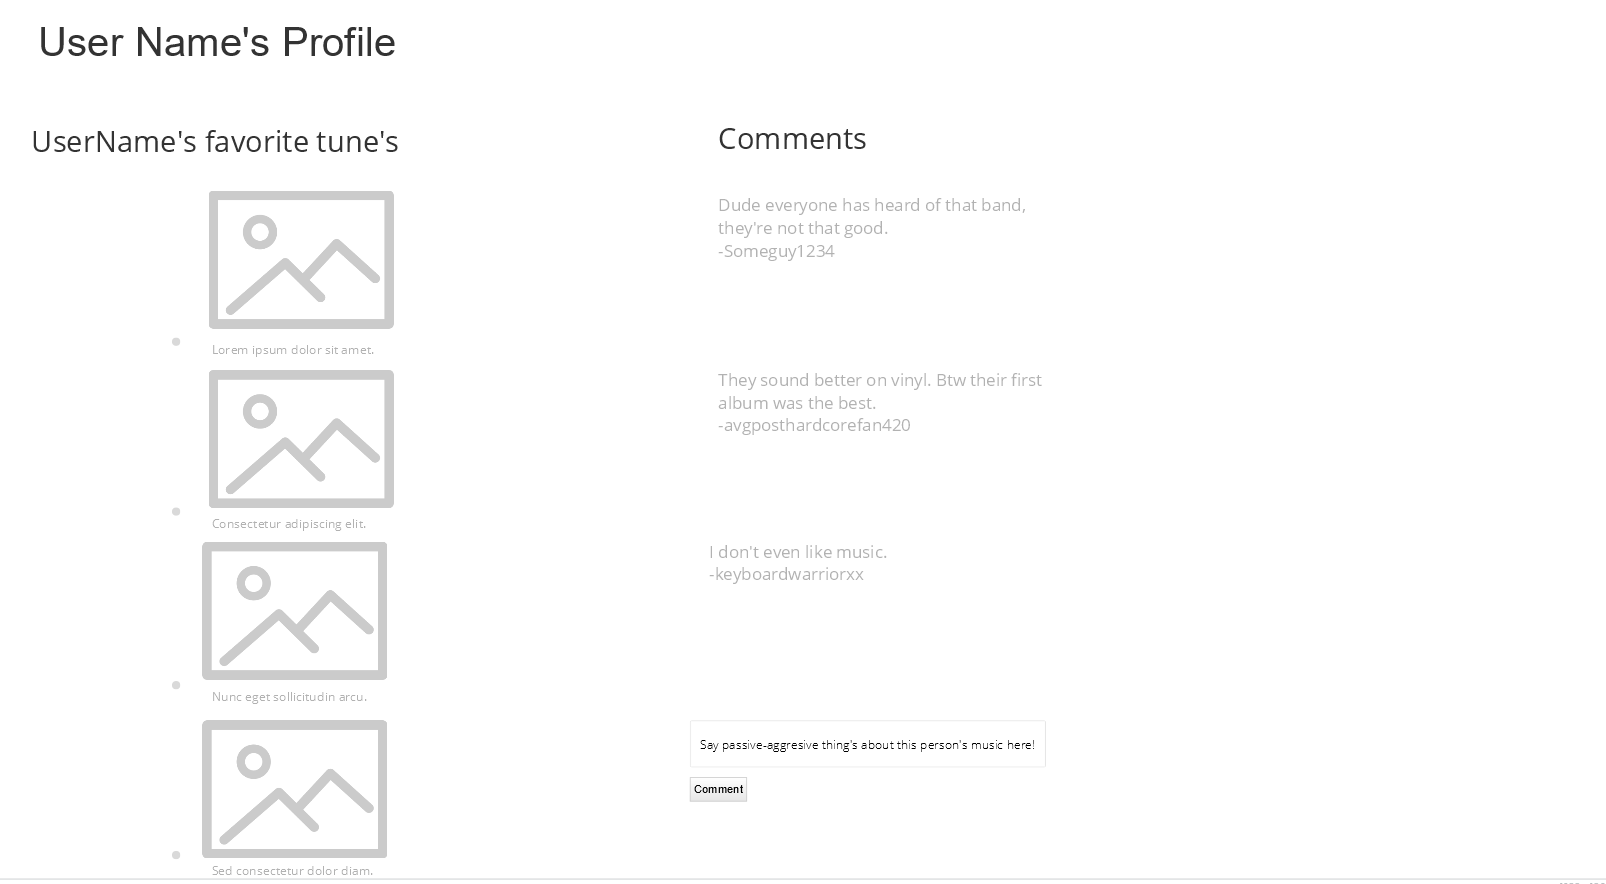 User Name's Profile
UserName's favorite tune's
Lorem ipsum dolor sit amet.
Consectetur adipiscing elit.
Nunc eget sollicitudin arcu.
Sed consectetur dolor diam.
Comments
Dude everyone has heard of that band,
they're not that good.
-Someguy1234
They sound better on vinyl. Btw their first
album was the best.
-avgposthardcorefan420
I don't even like music.
-keyboardwarriorxx
Say passive-aggresive thing's about this person's music here!
Comment